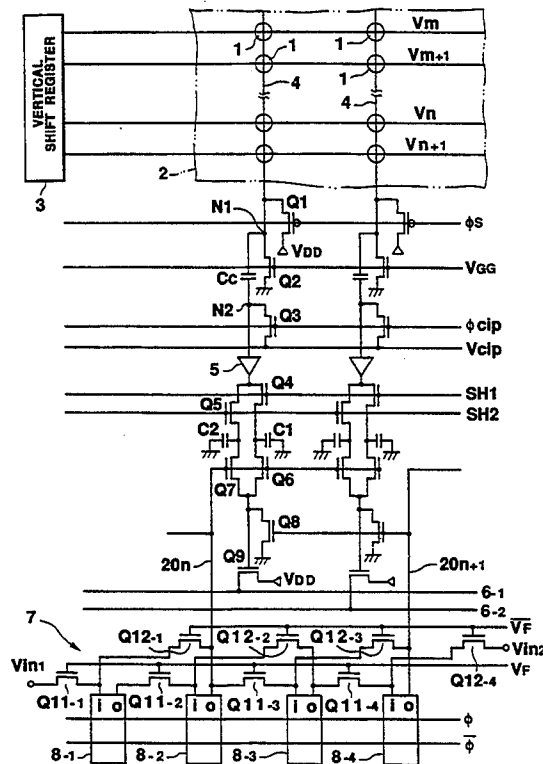 VERTICAL SHIFT REGISTER
3
1 1 1 Vm
1 Vm+1
4 4
Vn
2 Vn+1
N1 Q1 φS
VDD
Cc Q2 VGG
N2 Q3 φcip
Vcip
5
Q4 SH1
Q5 SH2
C2 C1
Q7 Q6
Q8
20n Q9 VDD 20n+1
6-1
6-2
7 Q12-1 Q12-2 Q12-3 V̅F̅
Vin1 Vin2
Q12-4
VF
Q11-1 Q11-2 Q11-3 Q11-4
i o i o i o i o
φ
φ̅
8-1 8-2 8-3 8-4